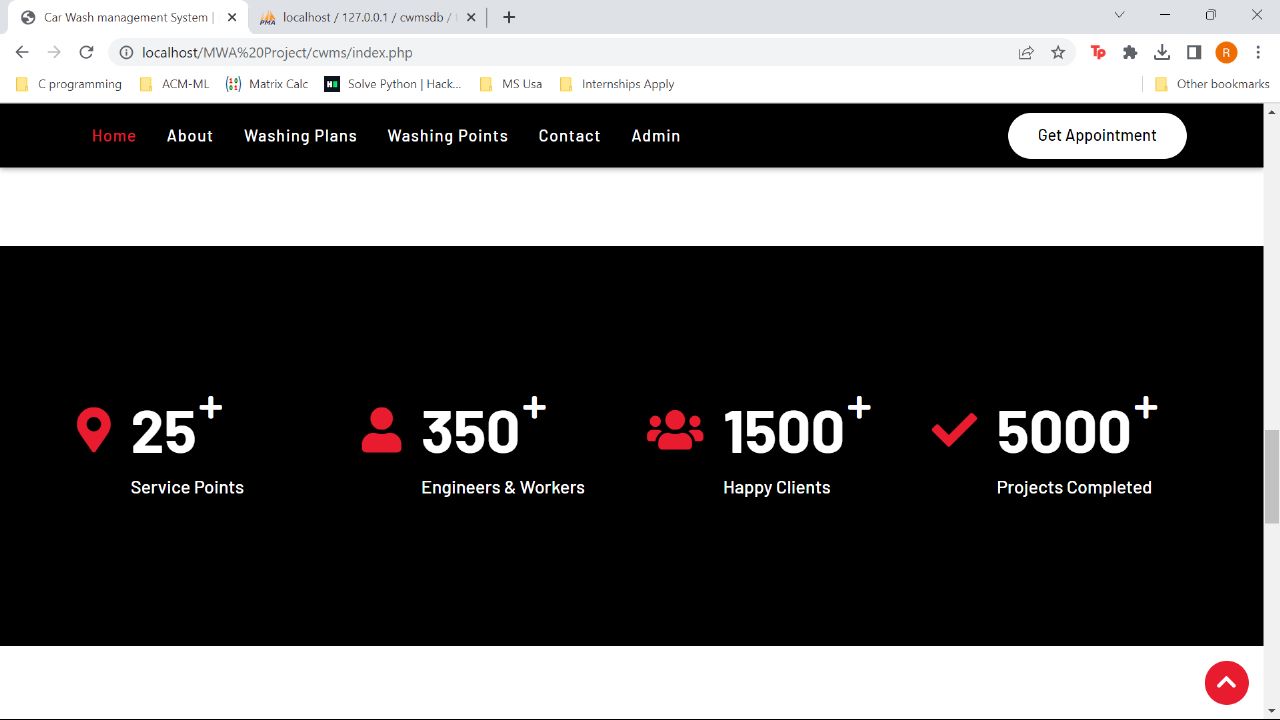 Car Wash management System |
localhost / 127.0.0.1 / cwmsdb /
localhost/MWA%20Project/cwms/index.php
Tp
R
C programming
ACM-ML
Matrix Calc
Solve Python | Hack...
MS Usa
Internships Apply
Other bookmarks
Home
About
Washing Plans
Washing Points
Contact
Admin
Get Appointment
25+
Service Points
350+
Engineers & Workers
1500+
Happy Clients
5000+
Projects Completed